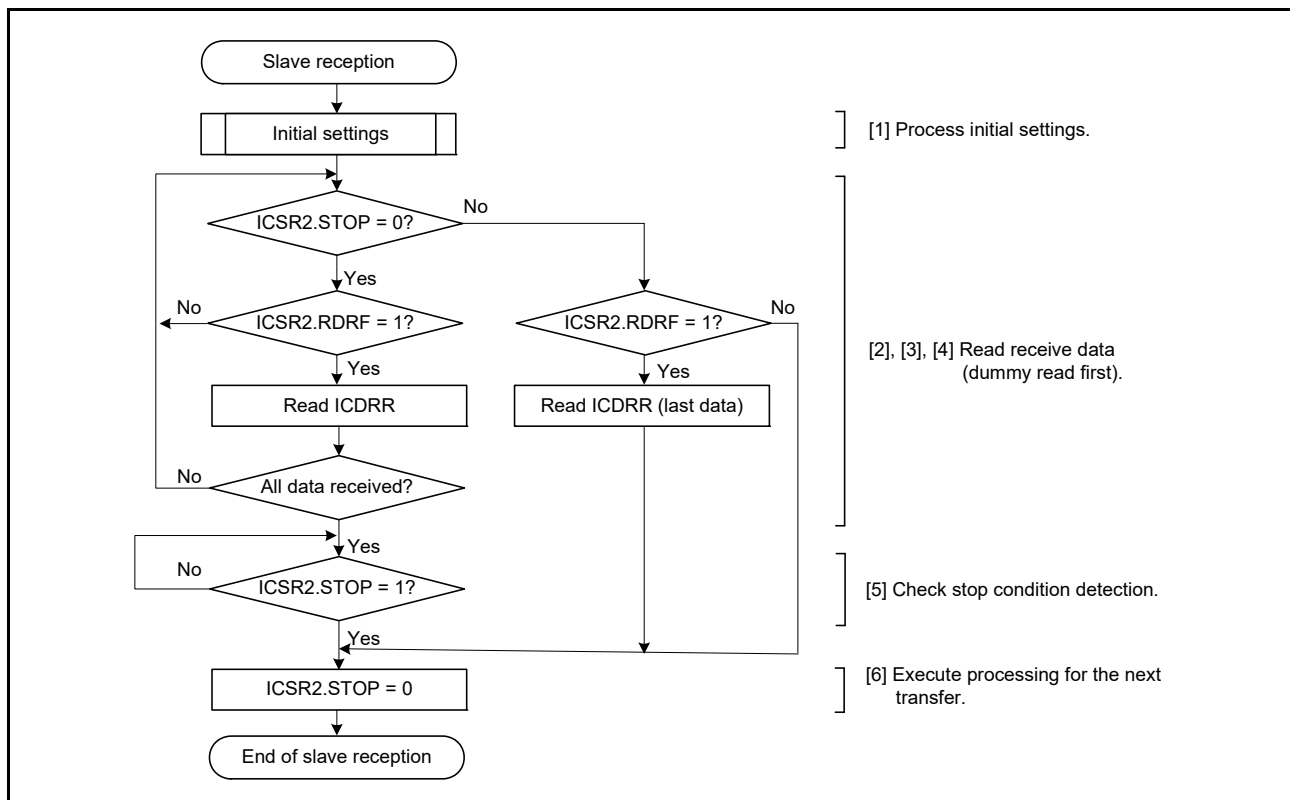 Slave reception
Initial settings
[1] Process initial settings.
ICSR2.STOP = 0?
No
Yes
No
ICSR2.RDRF = 1?
ICSR2.RDRF = 1?
No
[2], [3], [4] Read receive data
(dummy read first).
Yes
Yes
Read ICDRR
Read ICDRR (last data)
No
All data received?
Yes
No
ICSR2.STOP = 1?
[5] Check stop condition detection.
Yes
ICSR2.STOP = 0
[6] Execute processing for the next
transfer.
End of slave reception